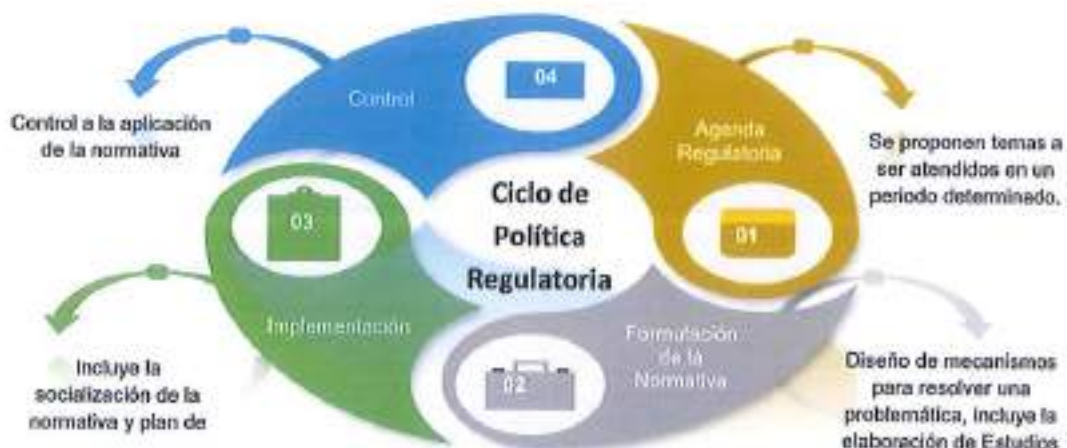 04
Control
Control a la aplicación
de la normativa
Agenda
Regulatoria
Se proponen temas a
ser atendidos en un
periodo determinado.
03
Ciclo de
Política
Regulatoria
01
Implementación
Incluye la
socialización de la
normativa y plan de
02
Formulación
de la
Normativa
Diseño de mecanismos
para resolver una
problemática, incluye la
elaboración de Estudios